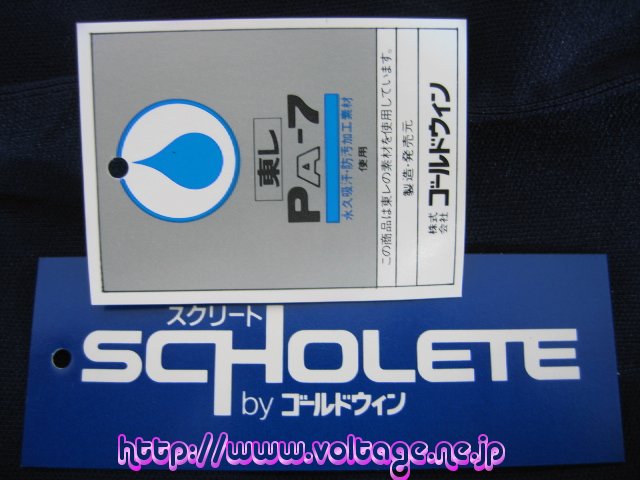 東レ
PA-7
永久吸汗・防汚加工素材
使用
この商品は東レの素材を使用しています。
製造・発売元
株式会社 ゴールドウィン
スクリート
SCHOLETE
by ゴールドウィン
http://www.voltage.ne.jp